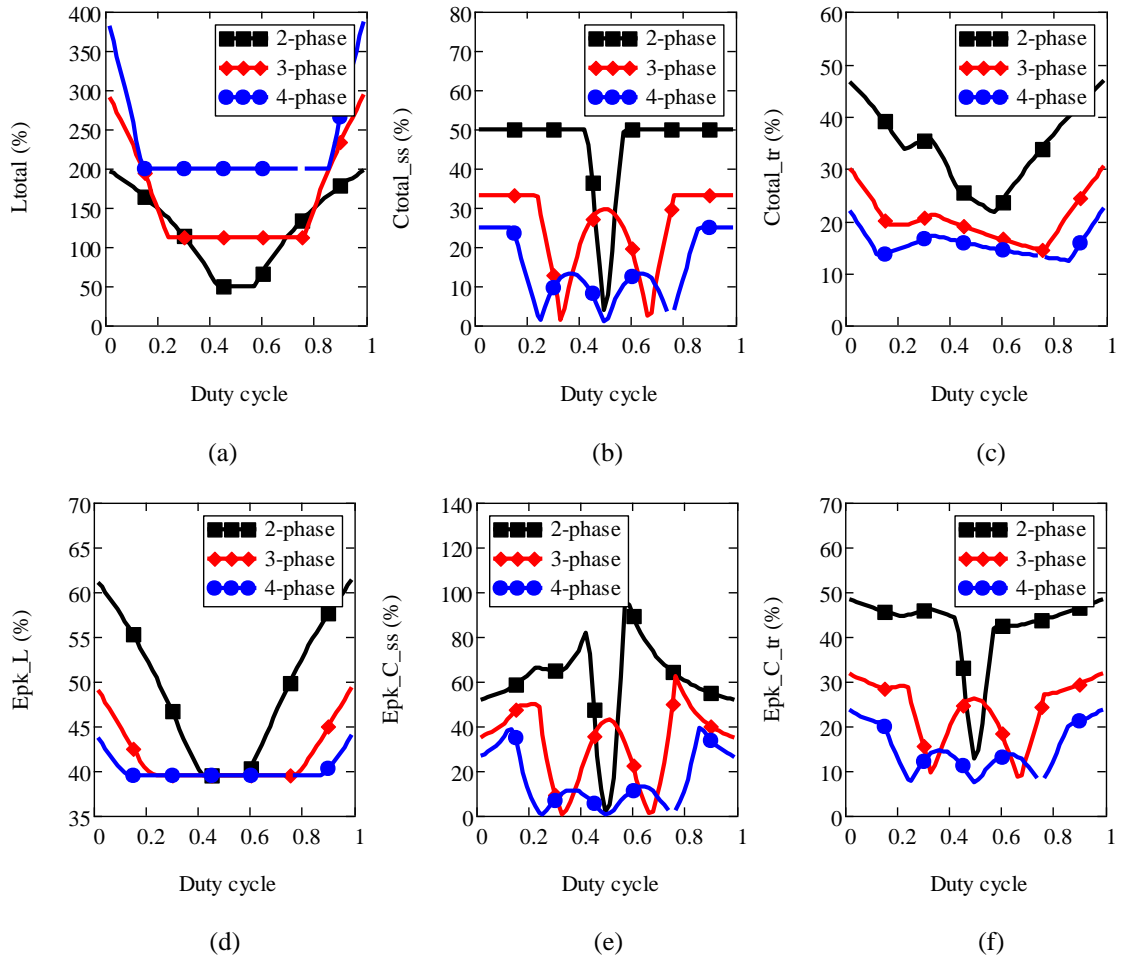 400
350
300
250
200
150
100
50
0
0 0.2 0.4 0.6 0.8 1
Ltotal (%)
Duty cycle
2-phase
3-phase
4-phase
(a)
80
70
60
50
40
30
20
10
0
0 0.2 0.4 0.6 0.8 1
Ctotal_ss (%)
Duty cycle
2-phase
3-phase
4-phase
(b)
60
50
40
30
20
10
0
0 0.2 0.4 0.6 0.8 1
Ctotal_tr (%)
Duty cycle
2-phase
3-phase
4-phase
(c)
70
65
60
55
50
45
40
35
0 0.2 0.4 0.6 0.8 1
Epk_L (%)
Duty cycle
2-phase
3-phase
4-phase
(d)
140
120
100
80
60
40
20
0
0 0.2 0.4 0.6 0.8 1
Epk_C_ss (%)
Duty cycle
2-phase
3-phase
4-phase
(e)
70
60
50
40
30
20
10
0
0 0.2 0.4 0.6 0.8 1
Epk_C_tr (%)
Duty cycle
2-phase
3-phase
4-phase
(f)